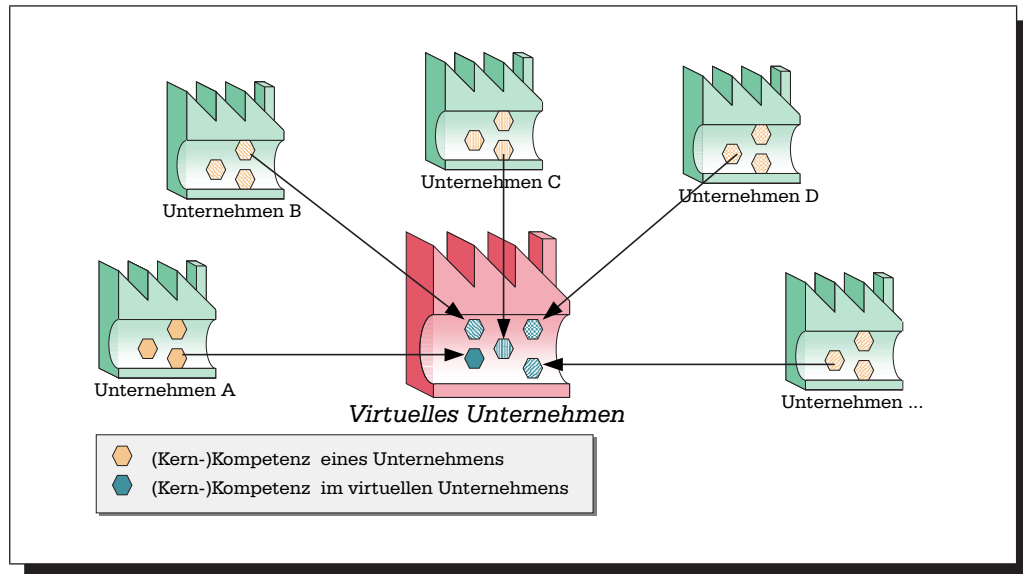 Unternehmen C
Unternehmen D
Unternehmen B
Unternehmen A
Unternehmen ...
Virtuelles Unternehmen
(Kern-)Kompetenz eines Unternehmens
(Kern-)Kompetenz im virtuellen Unternehmens